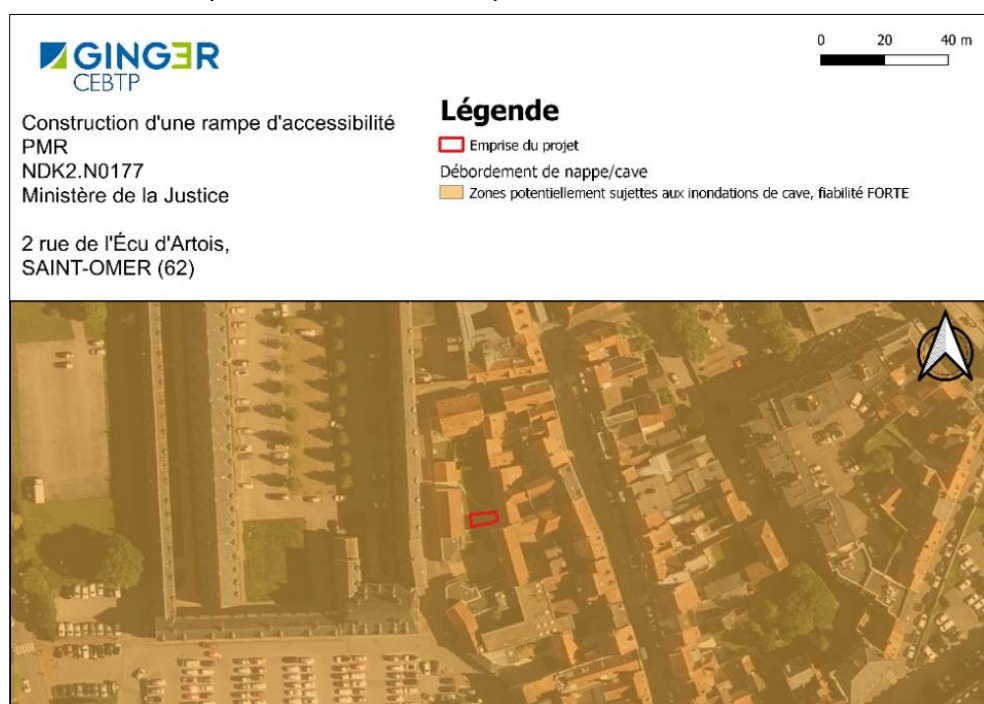 GINGER
CEBTP
Construction d'une rampe d'accessibilité
PMR
NDK2.N0177
Ministère de la Justice
2 rue de l'Écu d'Artois,
SAINT-OMER (62)
0 20 40 m
Légende
Emprise du projet
Débordement de nappe/cave
Zones potentiellement sujettes aux inondations de cave, fiabilité FORTE